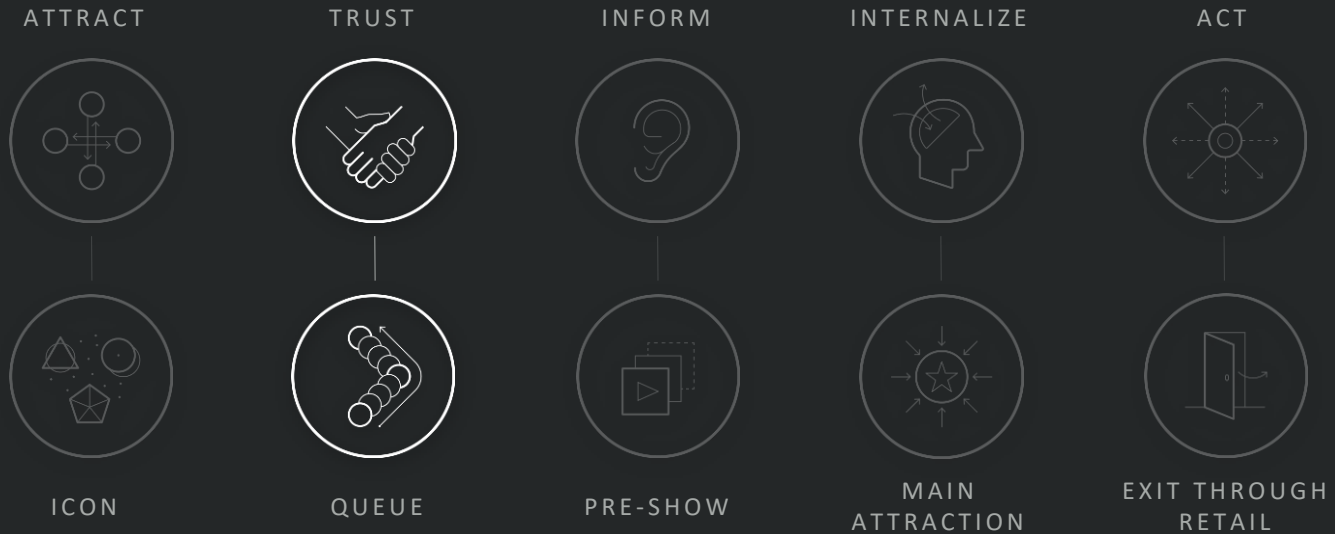 ATTRACT
TRUST
INFORM
INTERNALIZE
ACT
ICON
QUEUE
PRE-SHOW
MAIN
ATTRACTION
EXIT THROUGH
RETAIL